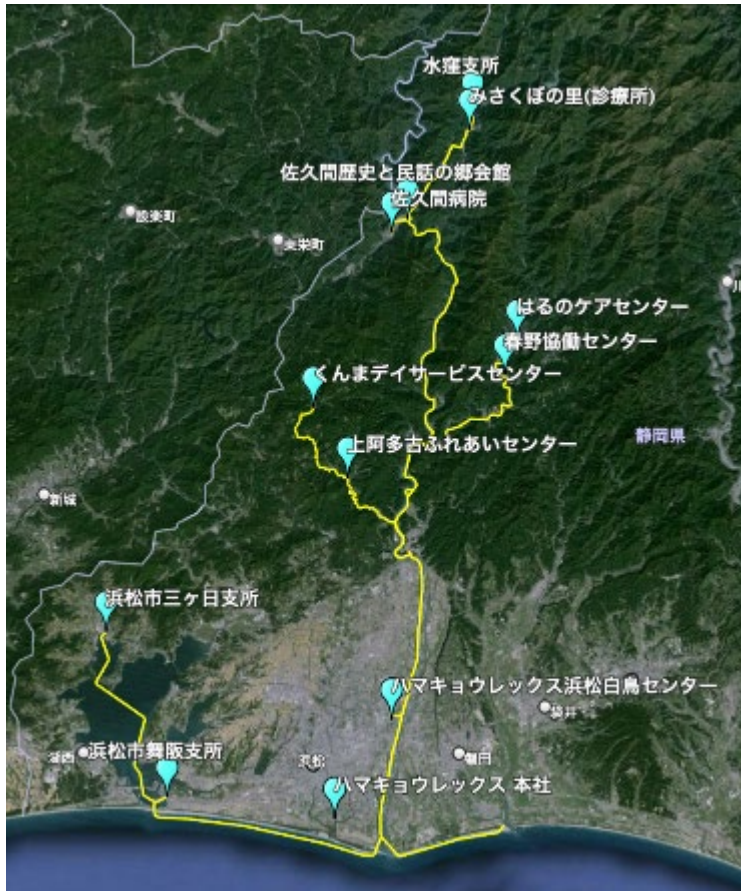 水窪支所
みさくぼの里(診療所)
佐久間歴史と民話の郷会館
佐久間病院
設楽町
東栄町
川
はるのケアセンター
春野協働センター
くんまデイサービスセンター
静岡県
上阿多古ふれあいセンター
新城
浜松市三ヶ日支所
ハマキョウレックス浜松白鳥センター
袋井
湖西
浜松市舞阪支所
浜松
磐田
ハマキョウレックス 本社